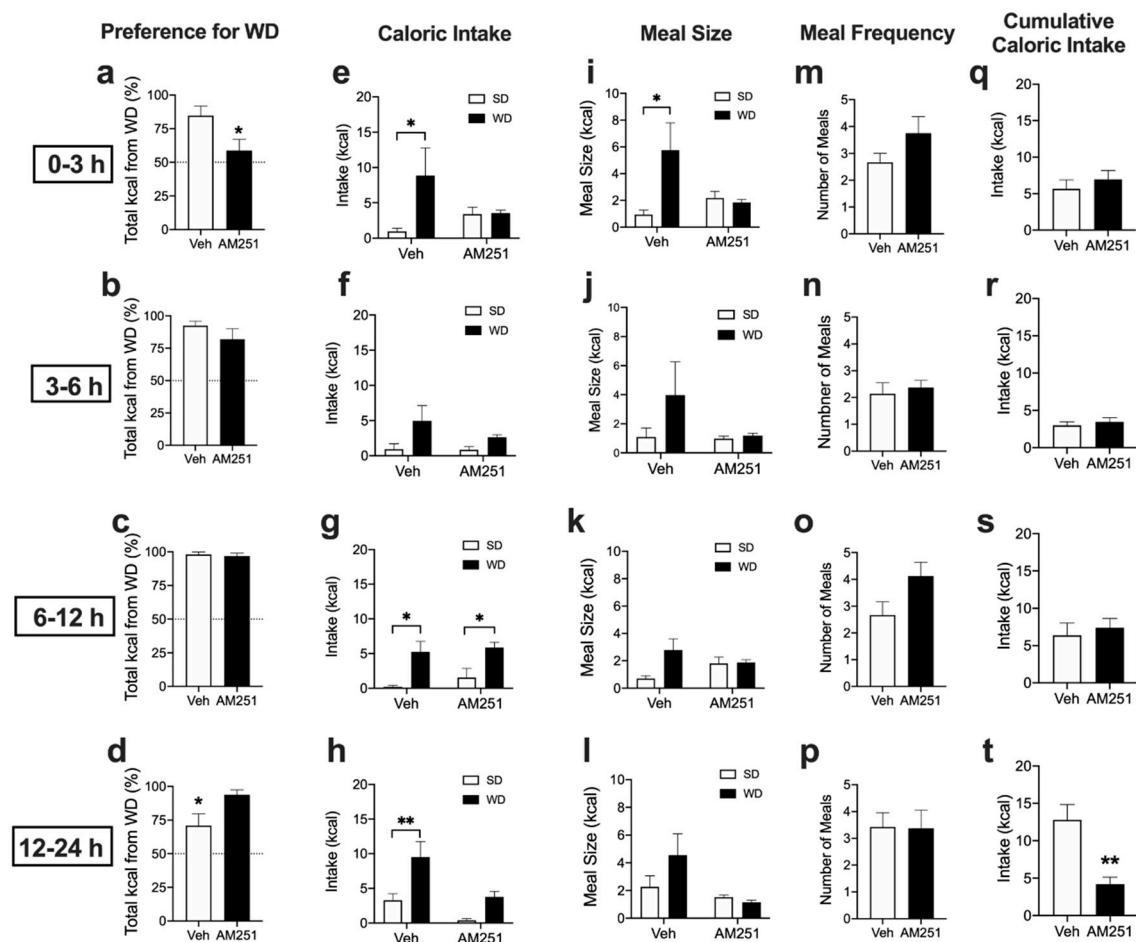 Preference for WD
Caloric Intake
Meal Size
Meal Frequency
Cumulative
Caloric Intake
0-3 h
a
Total kcal from WD (%)
100
75
50
25
0
*
Veh AM251
e
Intake (kcal)
20
15
10
5
0
*
SD
WD
Veh AM251
i
Meal Size (kcal)
10
8
6
4
2
0
*
SD
WD
Veh AM251
m
Number of Meals
5
4
3
2
1
0
Veh AM251
q
Intake (kcal)
20
15
10
5
0
Veh AM251
3-6 h
b
Total kcal from WD (%)
100
75
50
25
0
Veh AM251
f
Intake (kcal)
20
15
10
5
0
SD
WD
Veh AM251
j
Meal Size (kcal)
10
8
6
4
2
0
SD
WD
Veh AM251
n
Numbner of Meals
5
4
3
2
1
0
Veh AM251
r
Intake (kcal)
20
15
10
5
0
Veh AM251
6-12 h
c
Total kcal from WD (%)
100
75
50
25
0
Veh AM251
g
Intake (kcal)
20
15
10
5
0
*
*
SD
WD
Veh AM251
k
Meal Size (kcal)
10
8
6
4
2
0
SD
WD
Veh AM251
o
Number of Meals
5
4
3
2
1
0
Veh AM251
s
Intake (kcal)
20
15
10
5
0
Veh AM251
12-24 h
d
Total kcal from WD (%)
100
75
50
25
0
*
Veh AM251
h
Intake (kcal)
20
15
10
5
0
**
SD
WD
Veh AM251
l
Meal Size (kcal)
10
8
6
4
2
0
SD
WD
Veh AM251
p
Number of Meals
5
4
3
2
1
0
Veh AM251
t
Intake (kcal)
20
15
10
5
0
**
Veh AM251